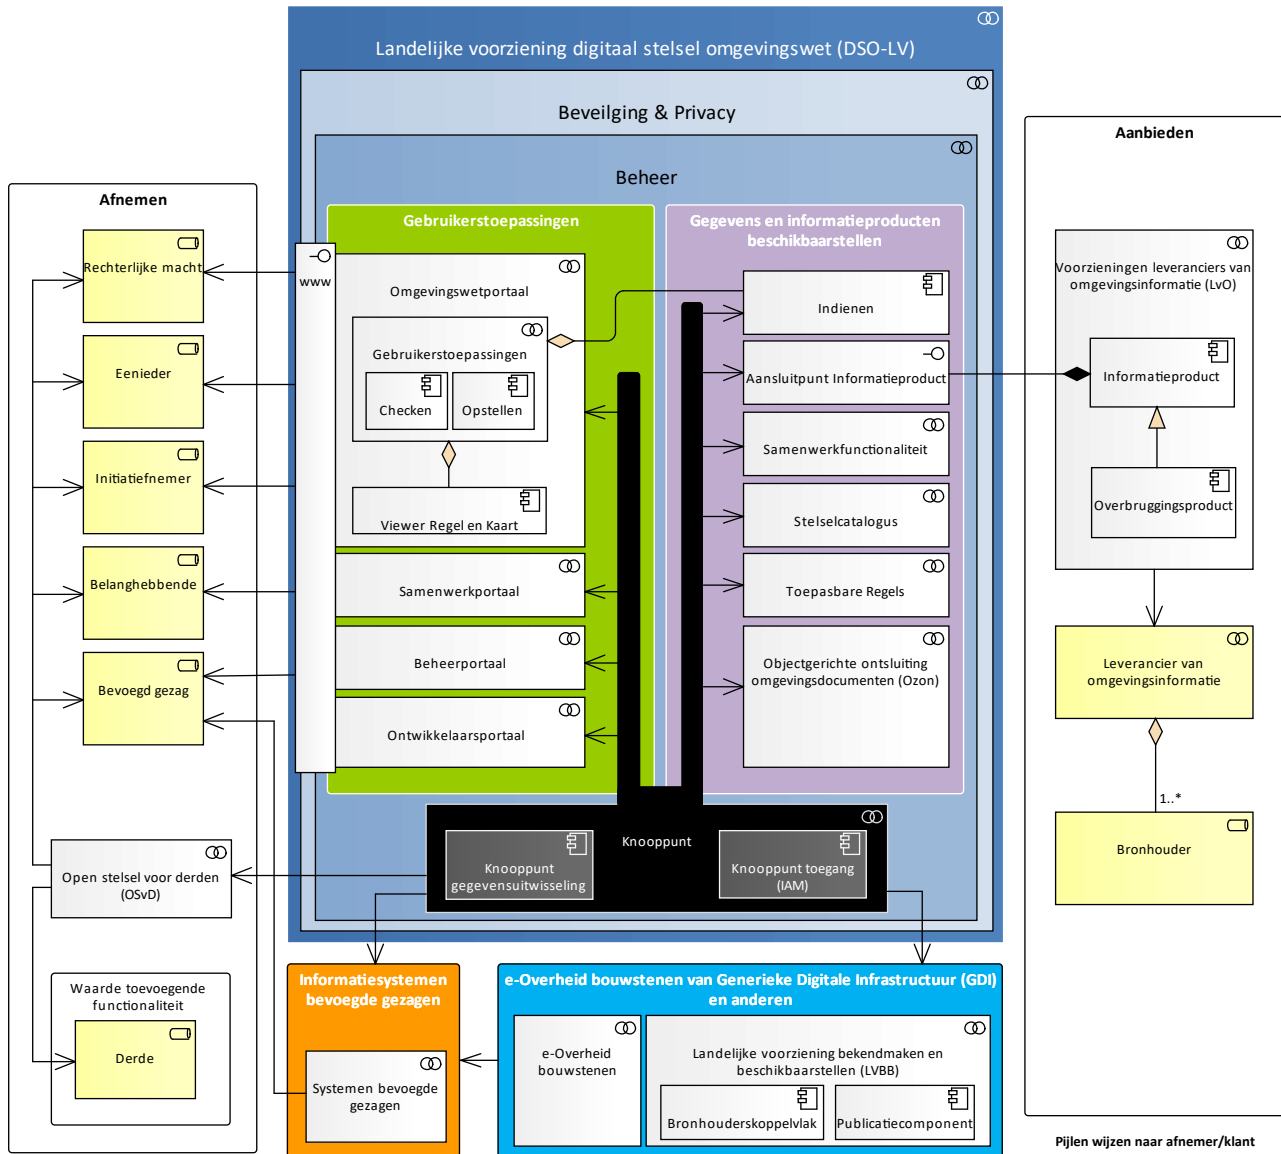 Landelijke voorziening digitaal stelsel omgevingswet (DSO-LV)
Beveilging & Privacy
Beheer
Afnemen
Rechterlijke macht
Eenieder
Initiatiefnemer
Belanghebbende
Bevoegd gezag
Open stelsel voor derden
(OSvD)
Waarde toevoegende
functionaliteit
Derde
www
Gebruikerstoepassingen
Omgevingswetportaal
Gebruikerstoepassingen
Checken
Opstellen
Viewer Regel en Kaart
Samenwerkportaal
Beheerportaal
Ontwikkelaarsportaal
Gegevens en informatieproducten
beschikbaarstellen
Indienen
Aansluitpunt Informatieproduct
Samenwerkfunctionaliteit
Stelselcatalogus
Toepasbare Regels
Objectgerichte ontsluiting
omgevingsdocumenten (Ozon)
Knooppunt
Knooppunt
gegevensuitwisseling
Knooppunt toegang
(IAM)
Informatiesystemen
bevoegde gezagen
Systemen bevoegde
gezagen
e-Overheid bouwstenen van Generieke Digitale Infrastructuur (GDI)
en anderen
e-Overheid
bouwstenen
Landelijke voorziening bekendmaken en
beschikbaarstellen (LVBB)
Bronhouderskoppelvlak
Publicatiecomponent
Aanbieden
Voorzieningen leveranciers van
omgevingsinformatie (LvO)
Informatieproduct
Overbruggingsproduct
Leverancier van
omgevingsinformatie
1..*
Bronhouder
Pijlen wijzen naar afnemer/klant